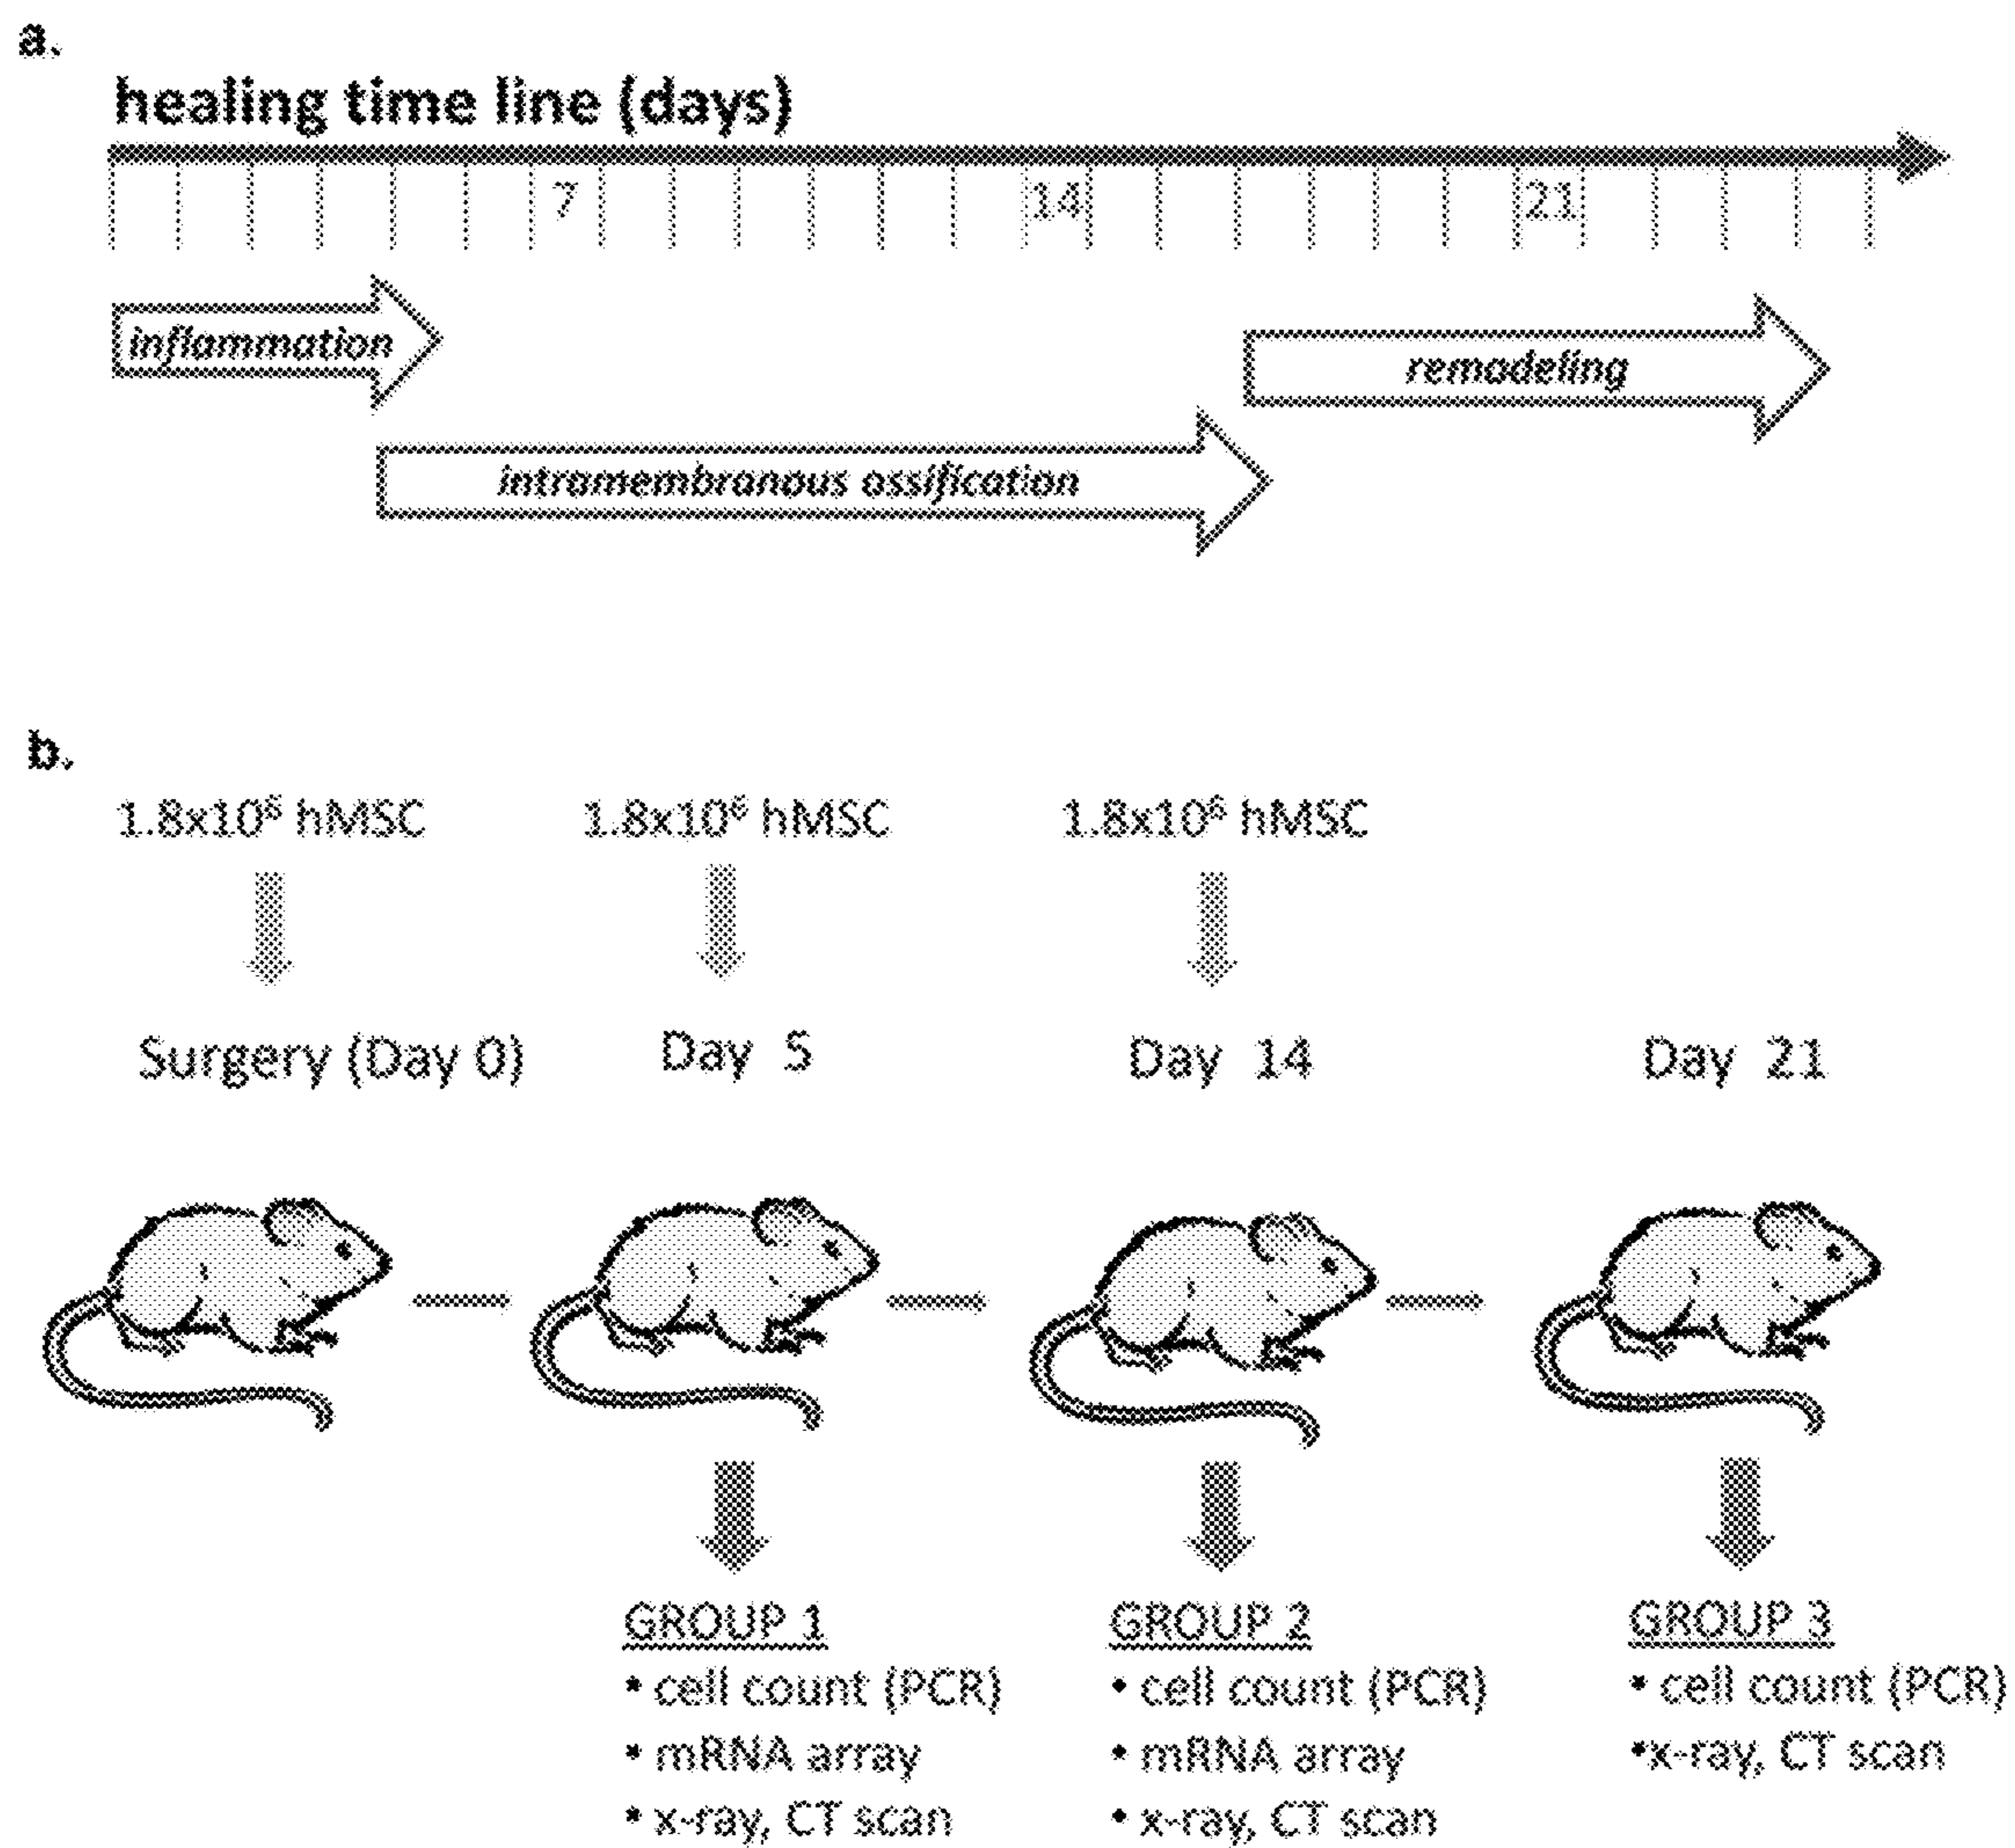 a.
healing time line (days)
7 14 21
inflammation
remodeling
intramembranous ossification
b.
1.8x10⁶ hMSC 1.8x10⁶ hMSC 1.8x10⁶ hMSC
Surgery (Day 0) Day 5 Day 14 Day 21
GROUP 1
• cell count (PCR)
• mRNA array
• x-ray, CT scan
GROUP 2
• cell count (PCR)
• mRNA array
• x-ray, CT scan
GROUP 3
• cell count (PCR)
•x-ray, CT scan